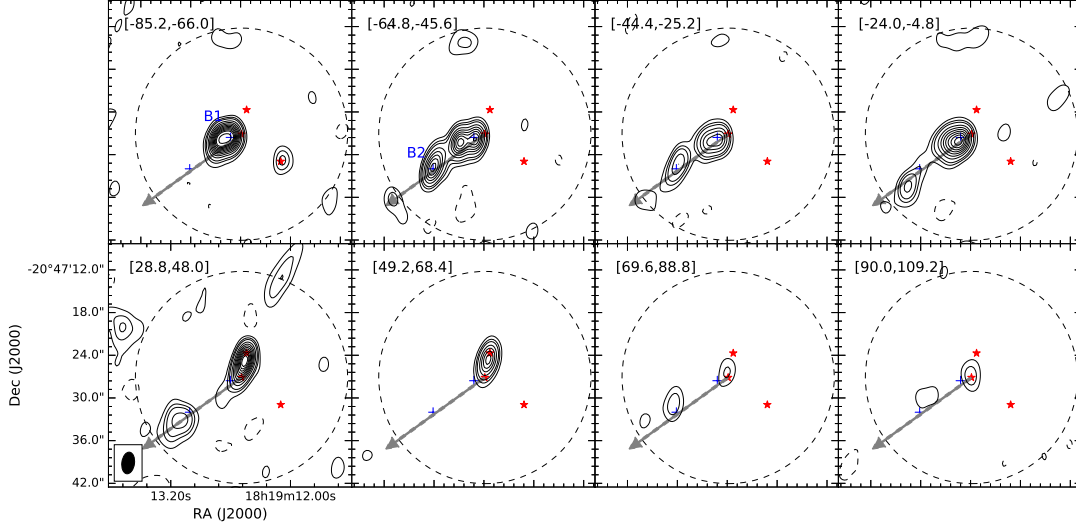 [-85.2,-66.0]
[-64.8,-45.6]
[-44.4,-25.2]
[-24.0,-4.8]
B1
B2
[28.8,48.0]
[49.2,68.4]
[69.6,88.8]
[90.0,109.2]
-20°47'12.0"
18.0"
24.0"
30.0"
36.0"
42.0"
Dec (J2000)
13.20s
18h19m12.00s
RA (J2000)